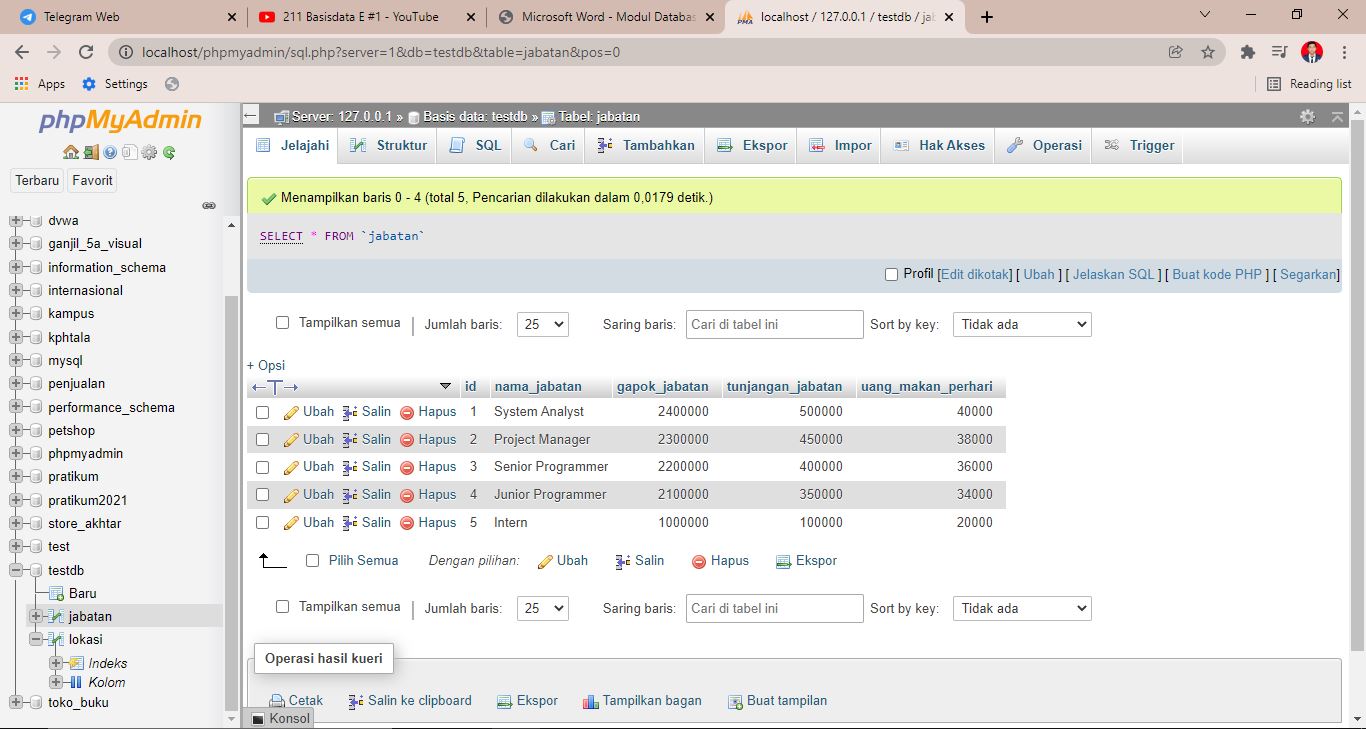 Telegram Web
211 Basisdata E #1 - YouTube
Microsoft Word - Modul Databas
localhost / 127.0.0.1 / testdb / jab
localhost/phpmyadmin/sql.php?server=1&db=testdb&table=jabatan&pos=0
Apps
Settings
Reading list
phpMyAdmin
Terbaru
Favorit
dvwa
ganjil_5a_visual
information_schema
internasional
kampus
kphtala
mysql
penjualan
performance_schema
petshop
phpmyadmin
pratikum
pratikum2021
store_akhtar
test
testdb
Baru
jabatan
lokasi
Indeks
Kolom
toko_buku
Server: 127.0.0.1 » Basis data: testdb » Tabel: jabatan
Jelajahi Struktur SQL Cari Tambahkan Ekspor Impor Hak Akses Operasi Trigger
Menampilkan baris 0 - 4 (total 5, Pencarian dilakukan dalam 0,0179 detik.)
SELECT * FROM `jabatan`
Profil [Edit dikotak] [ Ubah ] [ Jelaskan SQL ] [ Buat kode PHP ] [ Segarkan]
Tampilkan semua | Jumlah baris: 25 Saring baris: Cari di tabel ini Sort by key: Tidak ada
+ Opsi
←T→ id nama_jabatan gapok_jabatan tunjangan_jabatan uang_makan_perhari
Ubah Salin Hapus 1 System Analyst 2400000 500000 40000
Ubah Salin Hapus 2 Project Manager 2300000 450000 38000
Ubah Salin Hapus 3 Senior Programmer 2200000 400000 36000
Ubah Salin Hapus 4 Junior Programmer 2100000 350000 34000
Ubah Salin Hapus 5 Intern 1000000 100000 20000
Pilih Semua Dengan pilihan: Ubah Salin Hapus Ekspor
Tampilkan semua | Jumlah baris: 25 Saring baris: Cari di tabel ini Sort by key: Tidak ada
Operasi hasil kueri
Cetak Salin ke clipboard Ekspor Tampilkan bagan Buat tampilan
Konsol